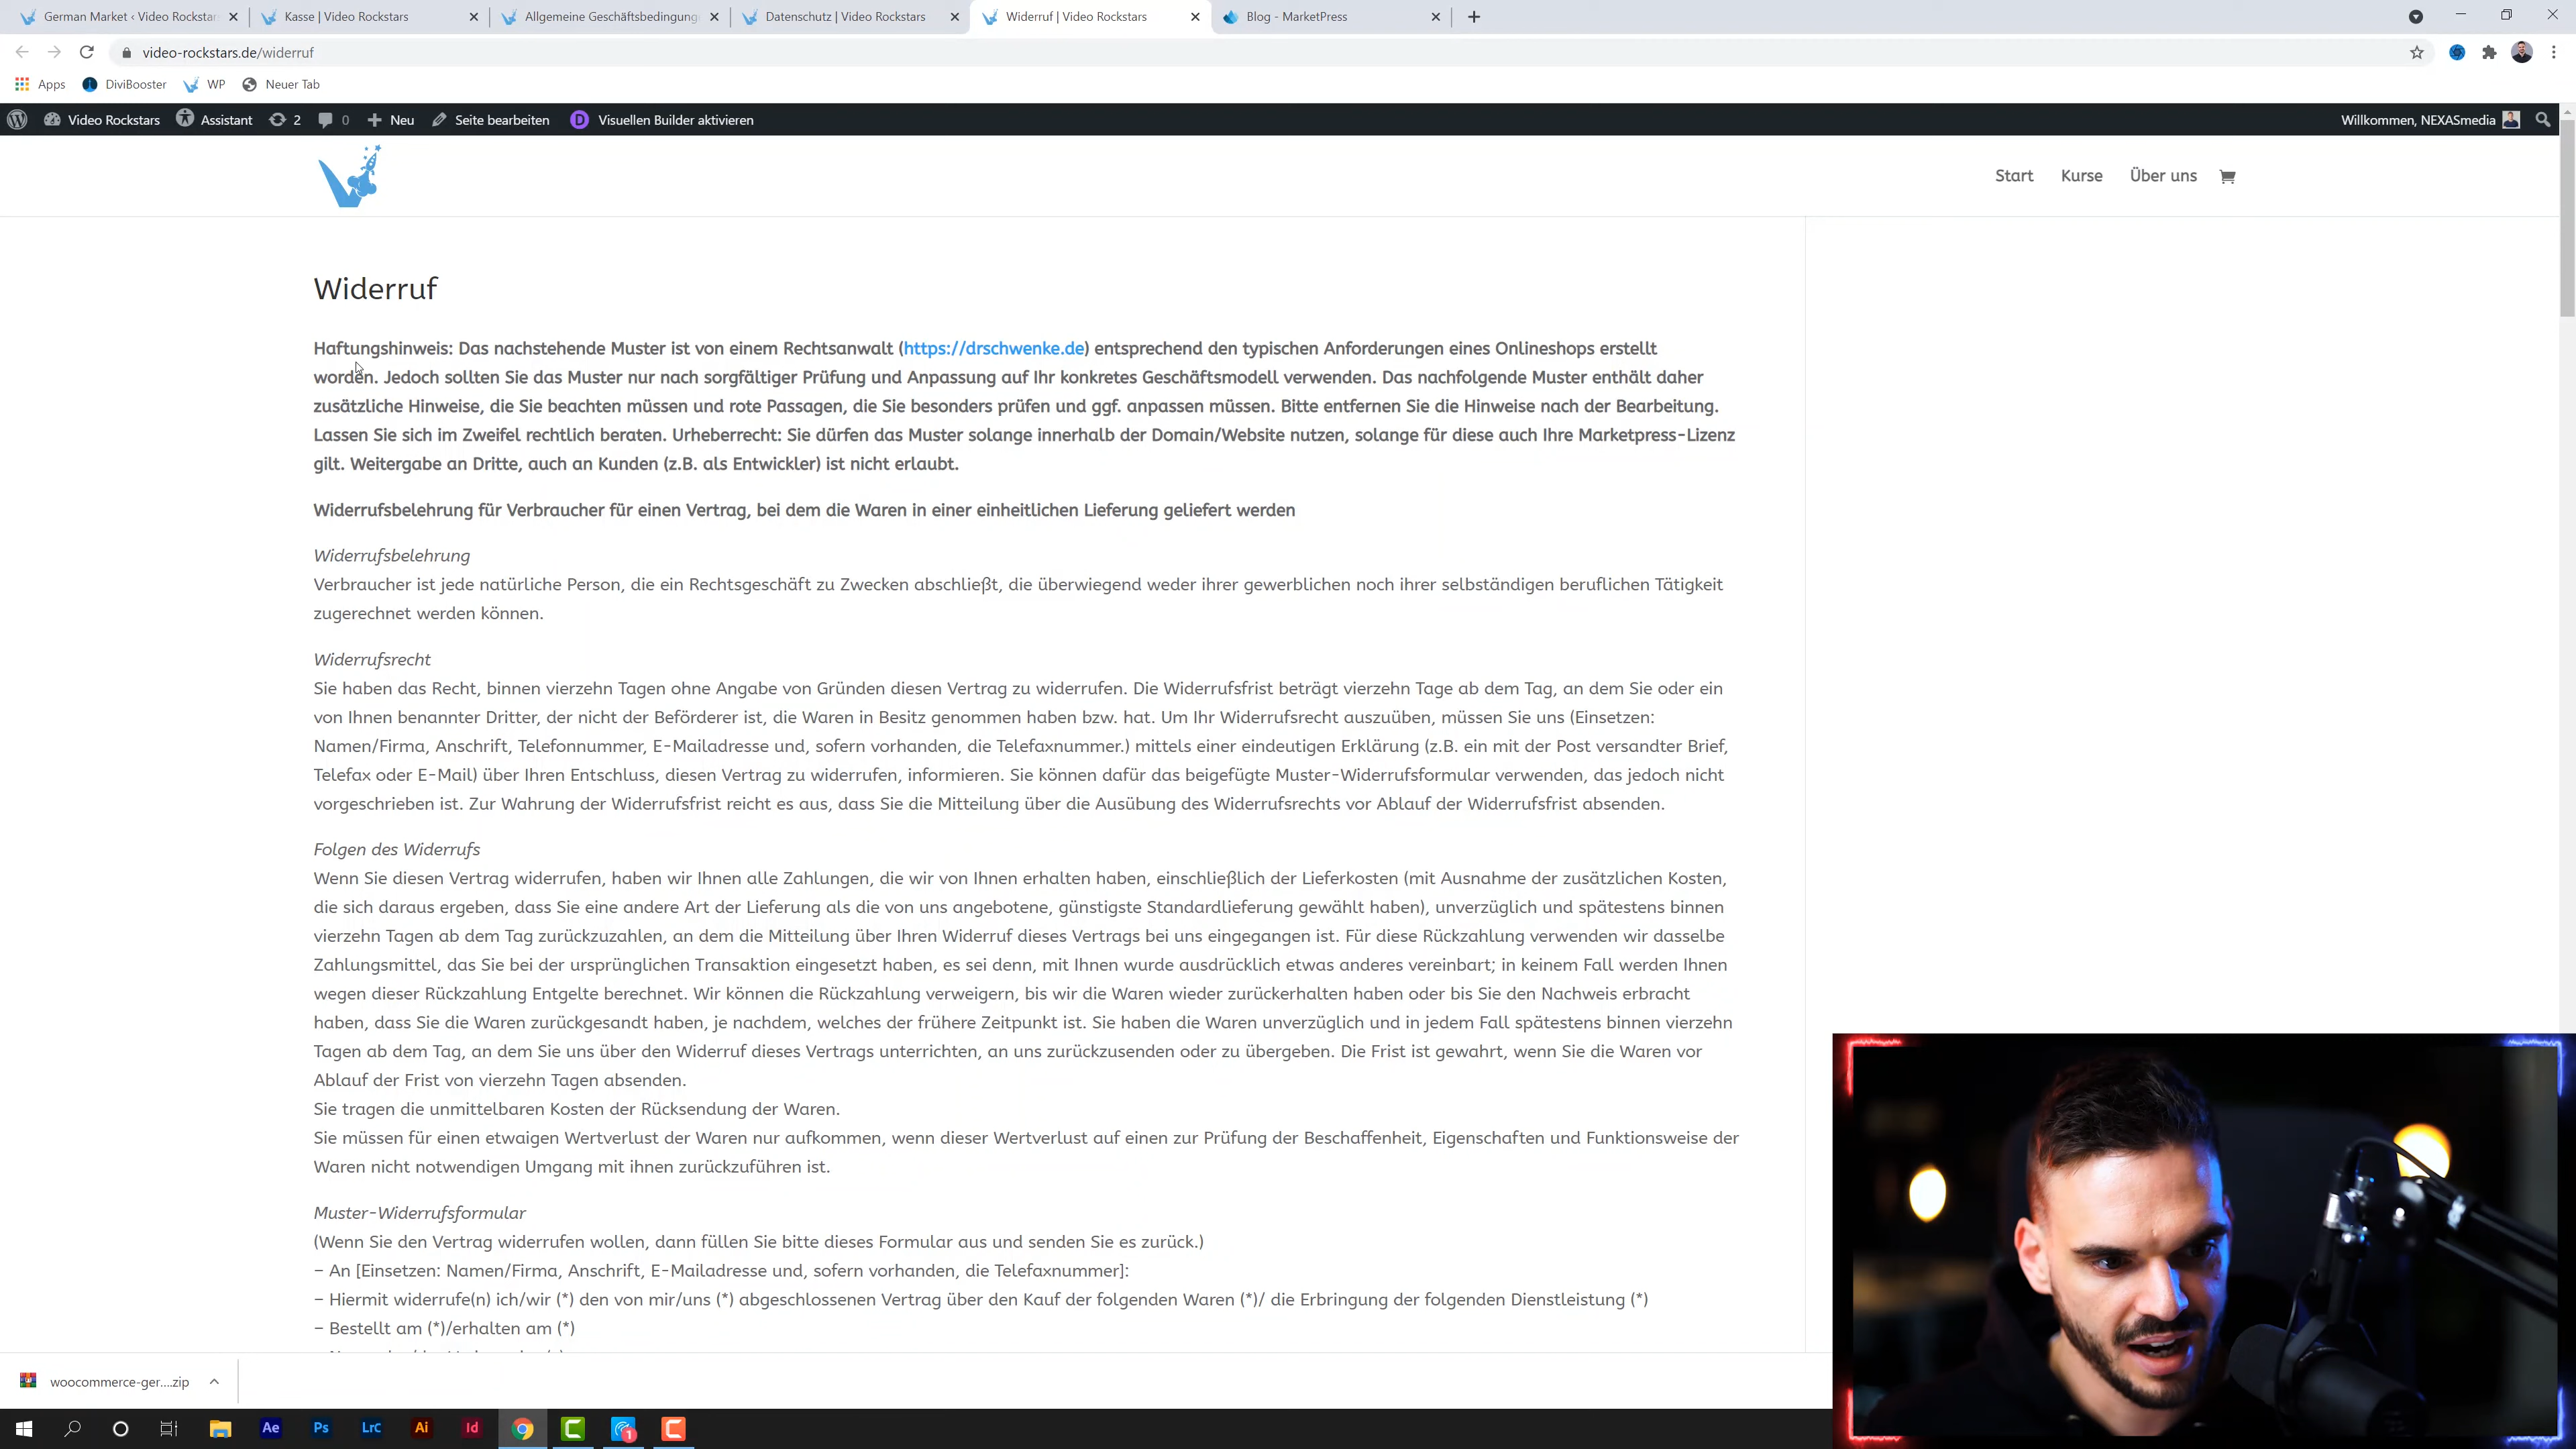 German Market ‹ Video Rockstar
Kasse | Video Rockstars
Allgemeine Geschäftsbedingung
Datenschutz | Video Rockstars
Widerruf | Video Rockstars
Blog - MarketPress
video-rockstars.de/widerruf
Apps
DiviBooster
WP
Neuer Tab
Video Rockstars
Assistant
2
0
Neu
Seite bearbeiten
D
Visuellen Builder aktivieren
Willkommen, NEXASmedia
Start
Kurse
Über uns
Widerruf
Haftungshinweis: Das nachstehende Muster ist von einem Rechtsanwalt (https://drschwenke.de) entsprechend den typischen Anforderungen eines Onlineshops erstellt
worden. Jedoch sollten Sie das Muster nur nach sorgfältiger Prüfung und Anpassung auf Ihr konkretes Geschäftsmodell verwenden. Das nachfolgende Muster enthält daher
zusätzliche Hinweise, die Sie beachten müssen und rote Passagen, die Sie besonders prüfen und ggf. anpassen müssen. Bitte entfernen Sie die Hinweise nach der Bearbeitung.
Lassen Sie sich im Zweifel rechtlich beraten. Urheberrecht: Sie dürfen das Muster solange innerhalb der Domain/Website nutzen, solange für diese auch Ihre Marketpress-Lizenz
gilt. Weitergabe an Dritte, auch an Kunden (z.B. als Entwickler) ist nicht erlaubt.
Widerrufsbelehrung für Verbraucher für einen Vertrag, bei dem die Waren in einer einheitlichen Lieferung geliefert werden
Widerrufsbelehrung
Verbraucher ist jede natürliche Person, die ein Rechtsgeschäft zu Zwecken abschließt, die überwiegend weder ihrer gewerblichen noch ihrer selbständigen beruflichen Tätigkeit
zugerechnet werden können.
Widerrufsrecht
Sie haben das Recht, binnen vierzehn Tagen ohne Angabe von Gründen diesen Vertrag zu widerrufen. Die Widerrufsfrist beträgt vierzehn Tage ab dem Tag, an dem Sie oder ein
von Ihnen benannter Dritter, der nicht der Beförderer ist, die Waren in Besitz genommen haben bzw. hat. Um Ihr Widerrufsrecht auszuüben, müssen Sie uns (Einsetzen:
Namen/Firma, Anschrift, Telefonnummer, E-Mailadresse und, sofern vorhanden, die Telefaxnummer.) mittels einer eindeutigen Erklärung (z.B. ein mit der Post versandter Brief,
Telefax oder E-Mail) über Ihren Entschluss, diesen Vertrag zu widerrufen, informieren. Sie können dafür das beigefügte Muster-Widerrufsformular verwenden, das jedoch nicht
vorgeschrieben ist. Zur Wahrung der Widerrufsfrist reicht es aus, dass Sie die Mitteilung über die Ausübung des Widerrufsrechts vor Ablauf der Widerrufsfrist absenden.
Folgen des Widerrufs
Wenn Sie diesen Vertrag widerrufen, haben wir Ihnen alle Zahlungen, die wir von Ihnen erhalten haben, einschließlich der Lieferkosten (mit Ausnahme der zusätzlichen Kosten,
die sich daraus ergeben, dass Sie eine andere Art der Lieferung als die von uns angebotene, günstigste Standardlieferung gewählt haben), unverzüglich und spätestens binnen
vierzehn Tagen ab dem Tag zurückzuzahlen, an dem die Mitteilung über Ihren Widerruf dieses Vertrags bei uns eingegangen ist. Für diese Rückzahlung verwenden wir dasselbe
Zahlungsmittel, das Sie bei der ursprünglichen Transaktion eingesetzt haben, es sei denn, mit Ihnen wurde ausdrücklich etwas anderes vereinbart; in keinem Fall werden Ihnen
wegen dieser Rückzahlung Entgelte berechnet. Wir können die Rückzahlung verweigern, bis wir die Waren wieder zurückerhalten haben oder bis Sie den Nachweis erbracht
haben, dass Sie die Waren zurückgesandt haben, je nachdem, welches der frühere Zeitpunkt ist. Sie haben die Waren unverzüglich und in jedem Fall spätestens binnen vierzehn
Tagen ab dem Tag, an dem Sie uns über den Widerruf dieses Vertrags unterrichten, an uns zurückzusenden oder zu übergeben. Die Frist ist gewahrt, wenn Sie die Waren vor
Ablauf der Frist von vierzehn Tagen absenden.
Sie tragen die unmittelbaren Kosten der Rücksendung der Waren.
Sie müssen für einen etwaigen Wertverlust der Waren nur aufkommen, wenn dieser Wertverlust auf einen zur Prüfung der Beschaffenheit, Eigenschaften und Funktionsweise der
Waren nicht notwendigen Umgang mit ihnen zurückzuführen ist.
Muster-Widerrufsformular
(Wenn Sie den Vertrag widerrufen wollen, dann füllen Sie bitte dieses Formular aus und senden Sie es zurück.)
– An [Einsetzen: Namen/Firma, Anschrift, E-Mailadresse und, sofern vorhanden, die Telefaxnummer]:
– Hiermit widerrufe(n) ich/wir (*) den von mir/uns (*) abgeschlossenen Vertrag über den Kauf der folgenden Waren (*)/ die Erbringung der folgenden Dienstleistung (*)
– Bestellt am (*)/erhalten am (*)
woocommerce-ger....zip
Ae
Ps
Lrc
Ai
Id
1